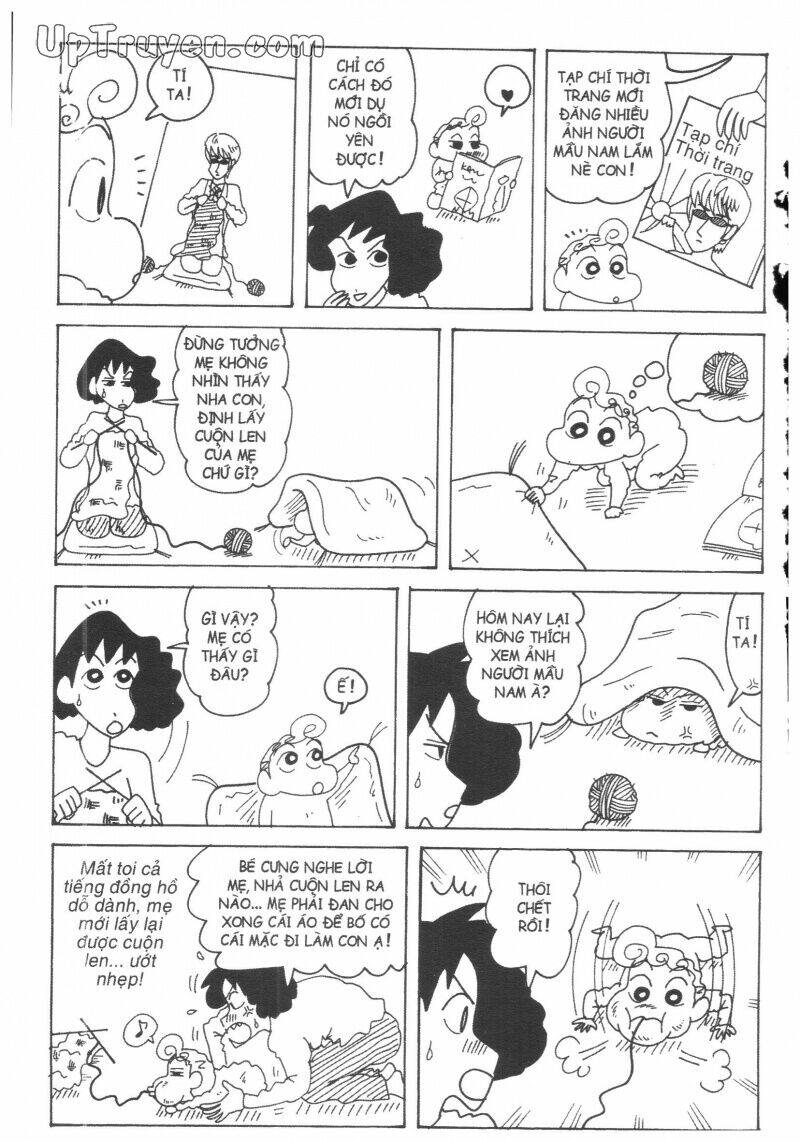 UpTruyen.com
TẠP CHÍ THỜI
TRANG MỚI
ĐĂNG NHIỀU
ẢNH NGƯỜI
MẪU NAM LẮM
NÈ CON!
Tạp chí
Thời trang
CHỈ CÓ
CÁCH ĐÓ
MỚI DỤ
NÓ NGỒI
YÊN
ĐƯỢC!
TÍ
TA!
ĐỪNG TƯỞNG
MẸ KHÔNG
NHÌN THẤY
NHA CON,
ĐỊNH LẤY
CUỘN LEN
CỦA MẸ
CHỨ GÌ?
TÍ
TA!
HÔM NAY LẠI
KHÔNG THÍCH
XEM ẢNH
NGƯỜI MẪU
NAM À?
GÌ VẬY?
MẸ CÓ
THẤY GÌ
ĐÂU?
Ế!
THÔI
CHẾT
RỒI!
BÉ CƯNG NGHE LỜI
MẸ, NHẢ CUỘN LEN RA
NÀO... MẸ PHẢI ĐAN CHO
XONG CÁI ÁO ĐỂ BỐ CÓ
CÁI MẶC ĐI LÀM CON Ạ!
Mất toi cả
tiếng đồng hồ
dỗ dành, mẹ
mới lấy lại
được cuộn
len... ướt
nhẹp!